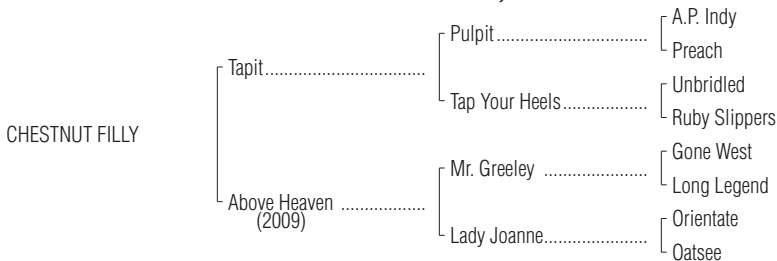 A.P. Indy
Pulpit
Preach
Tapit
Unbridled
Tap Your Heels
Ruby Slippers
CHESTNUT FILLY
Gone West
Mr. Greeley
Long Legend
Above Heaven
(2009)
Orientate
Lady Joanne
Oatsee